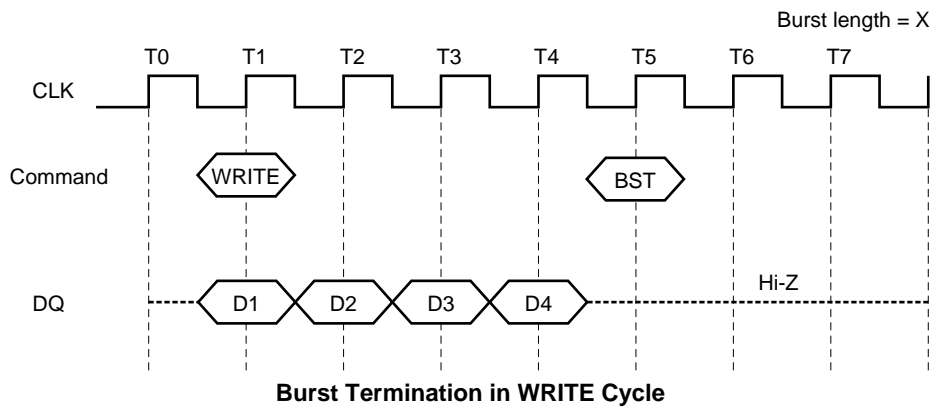 Burst length = X
T0 T1 T2 T3 T4 T5 T6 T7
CLK
Command WRITE BST
DQ D1 D2 D3 D4 Hi-Z
Burst Termination in WRITE Cycle